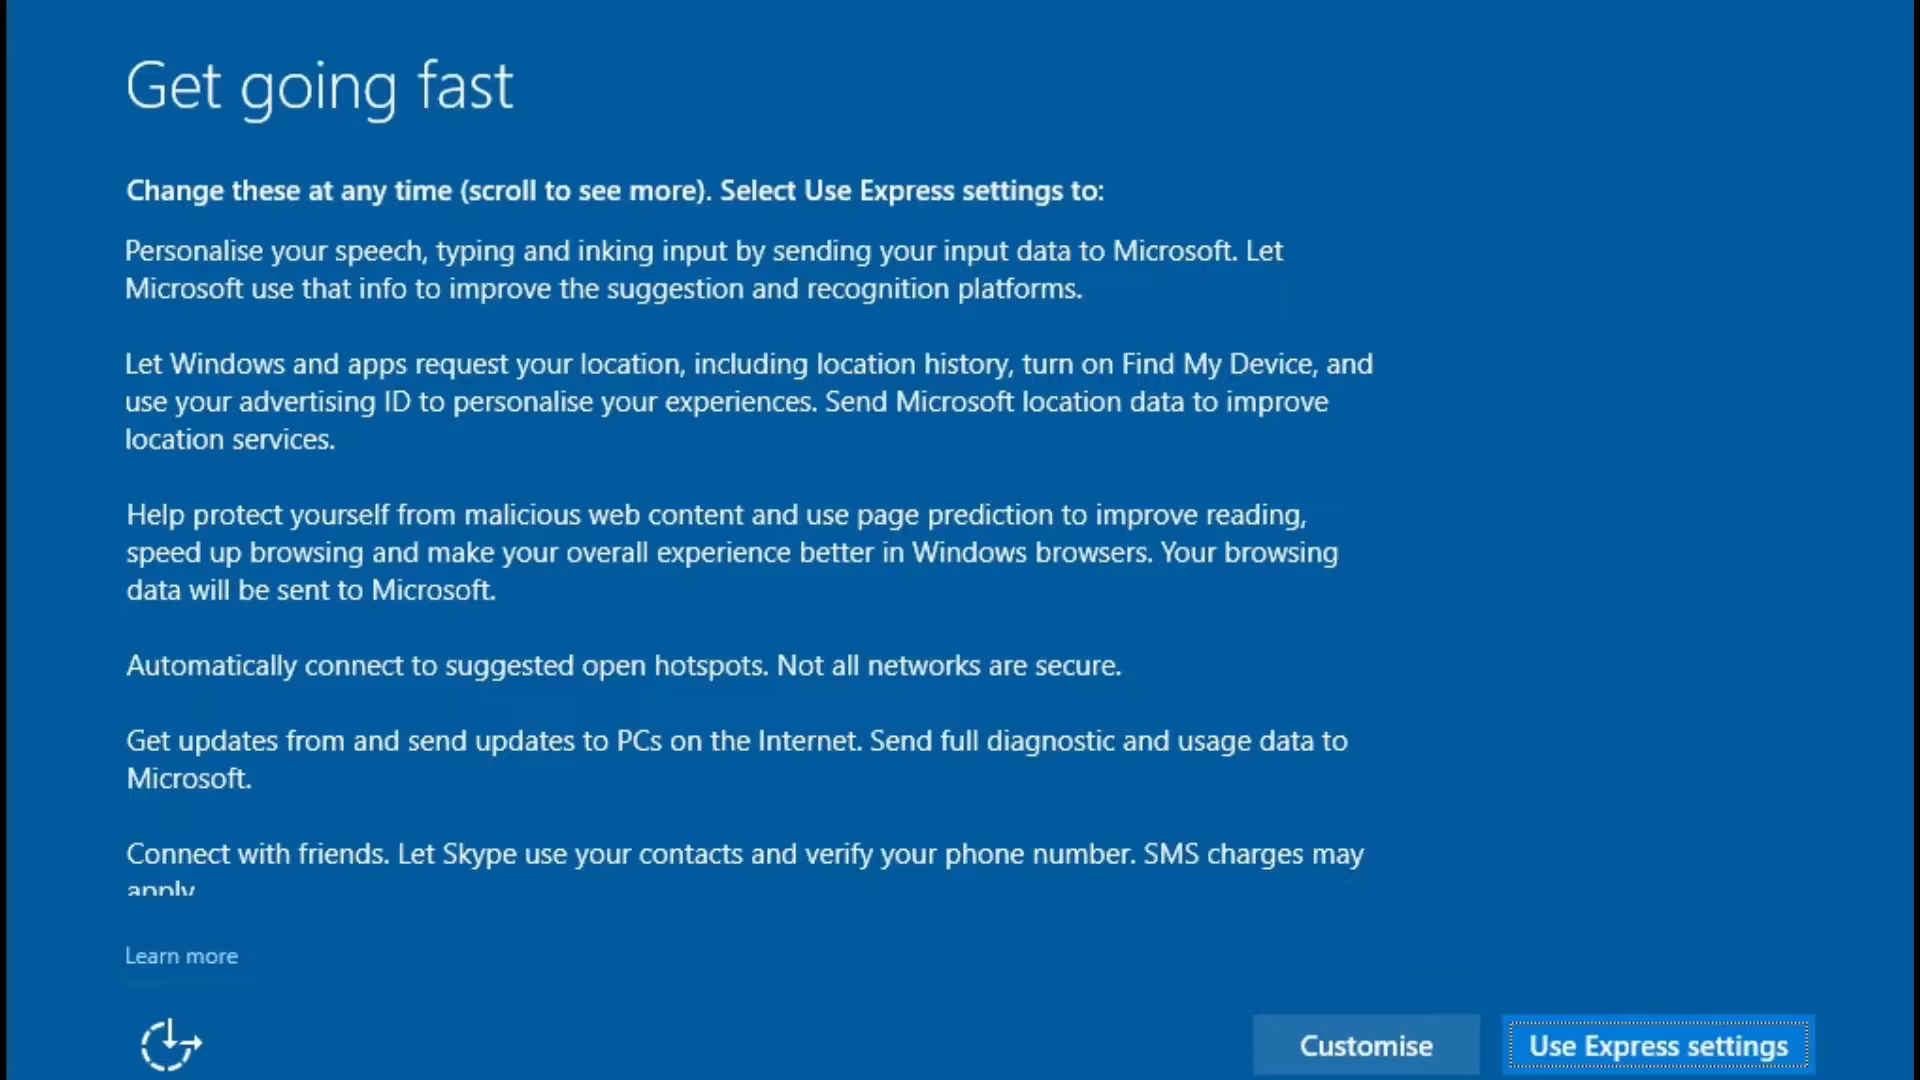 Get going fast
Change these at any time (scroll to see more). Select Use Express settings to:
Personalise your speech, typing and inking input by sending your input data to Microsoft. Let
Microsoft use that info to improve the suggestion and recognition platforms.
Let Windows and apps request your location, including location history, turn on Find My Device, and
use your advertising ID to personalise your experiences. Send Microsoft location data to improve
location services.
Help protect yourself from malicious web content and use page prediction to improve reading,
speed up browsing and make your overall experience better in Windows browsers. Your browsing
data will be sent to Microsoft.
Automatically connect to suggested open hotspots. Not all networks are secure.
Get updates from and send updates to PCs on the Internet. Send full diagnostic and usage data to
Microsoft.
Connect with friends. Let Skype use your contacts and verify your phone number. SMS charges may
apply
Learn more
Customise
Use Express settings